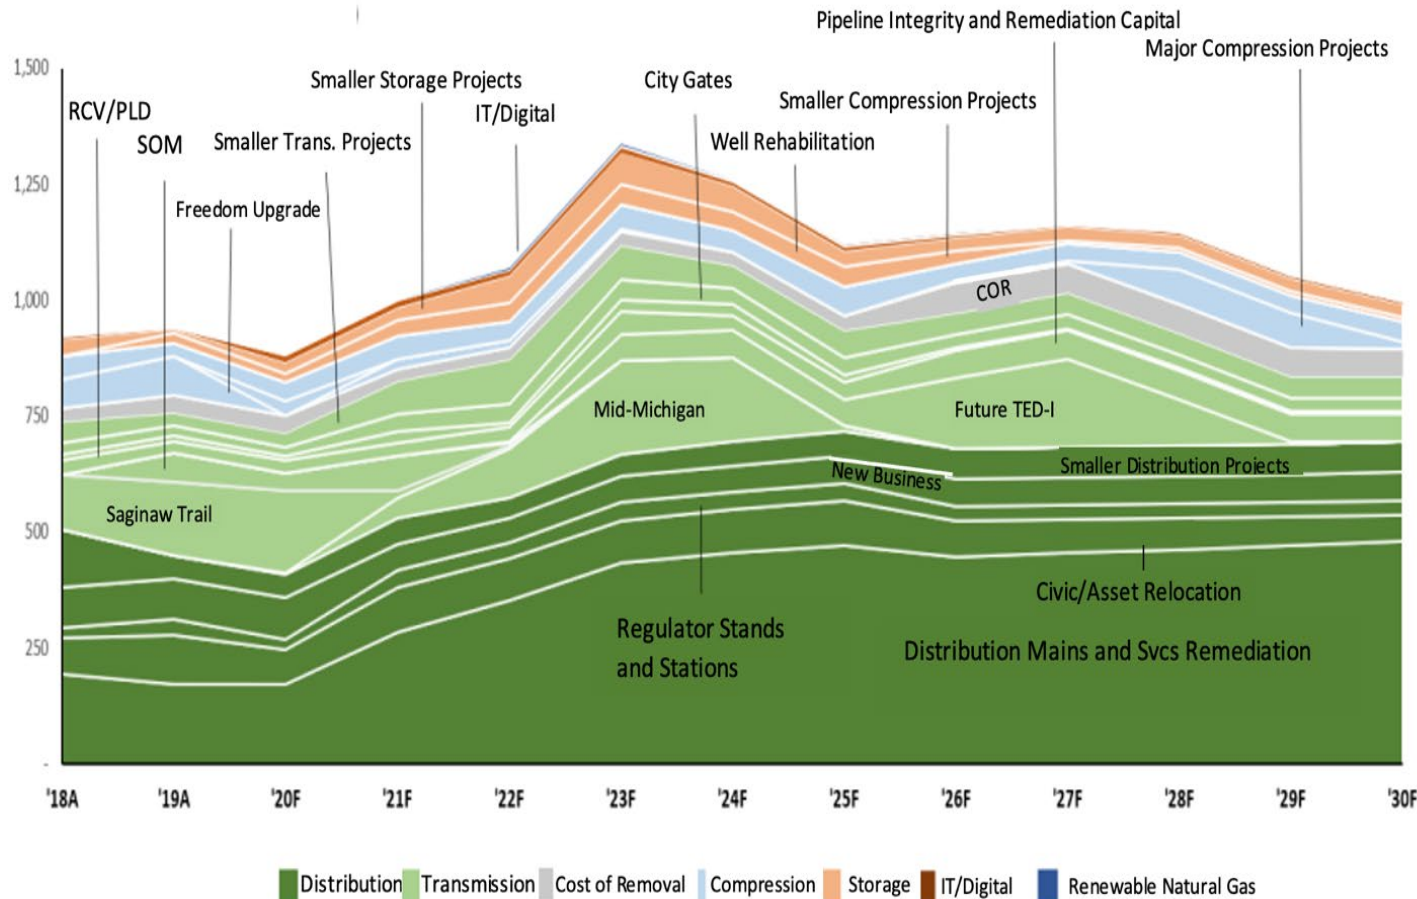 Pipeline Integrity and Remediation Capital
Major Compression Projects
1,500
Smaller Storage Projects
City Gates
RCV/PLD
IT/Digital
Smaller Compression Projects
SOM
Smaller Trans. Projects
Well Rehabilitation
1,250
Freedom Upgrade
1,000
COR
750
Mid-Michigan
Future TED-I
New Business
Smaller Distribution Projects
Saginaw Trail
500
Civic/Asset Relocation
Regulator Stands
and Stations
Distribution Mains and Svcs Remediation
250
-
'18A '19A '20F '21F '22F '23F '24F '25F '26F '27F '28F '29F '30F
Distribution Transmission Cost of Removal Compression Storage IT/Digital Renewable Natural Gas